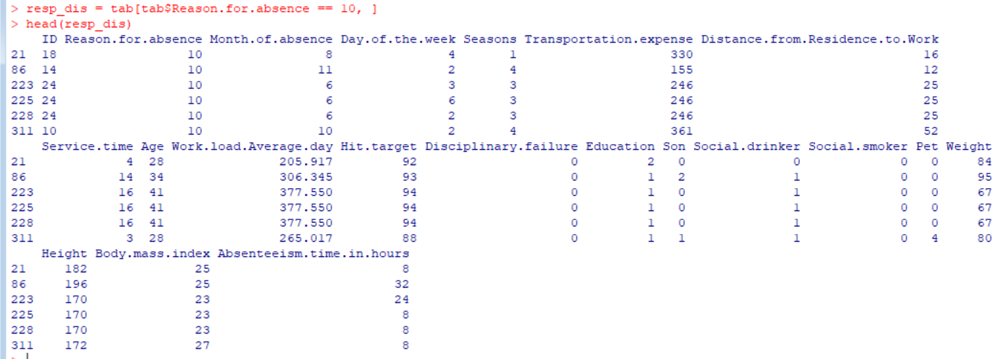 > resp_dis = tab[tab$Reason.for.absence == 10, ]
> head(resp_dis)
ID Reason.for.absence Month.of.absence Day.of.the.week Seasons Transportation.expense Distance.from.Residence.to.Work
21 18 10 8 4 1 330 16
86 14 10 11 2 4 155 12
223 24 10 6 3 3 246 25
225 24 10 6 6 3 246 25
228 24 10 6 2 3 246 25
311 10 10 10 2 4 361 52
Service.time Age Work.load.Average.day Hit.target Disciplinary.failure Education Son Social.drinker Social.smoker Pet Weight
21 4 28 205.917 92 0 2 0 0 0 0 84
86 14 34 306.345 93 0 1 2 1 0 0 95
223 16 41 377.550 94 0 1 0 1 0 0 67
225 16 41 377.550 94 0 1 0 1 0 0 67
228 16 41 377.550 94 0 1 0 1 0 0 67
311 3 28 265.017 88 0 1 1 1 0 4 80
Height Body.mass.index Absenteeism.time.in.hours
21 182 25 8
86 196 25 32
223 170 23 24
225 170 23 8
228 170 23 8
311 172 27 8
>